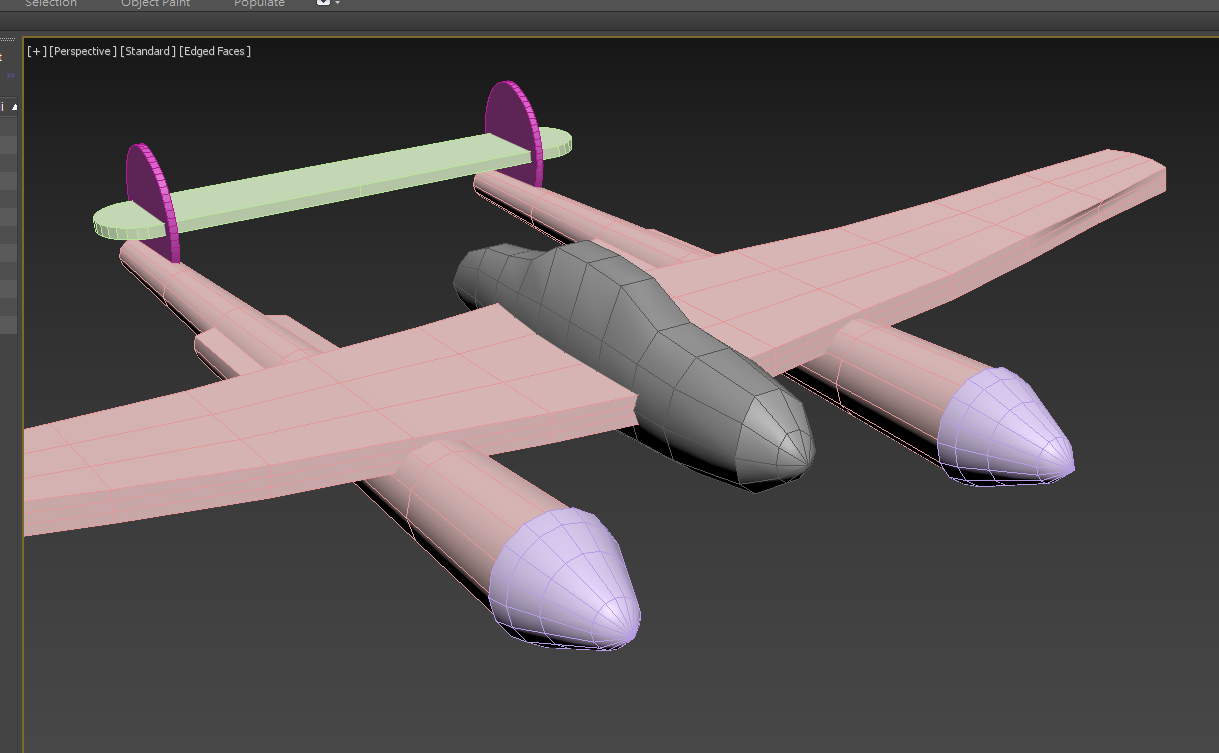 Selection Object Paint Populate
[+] [Perspective] [Standard] [Edged Faces]